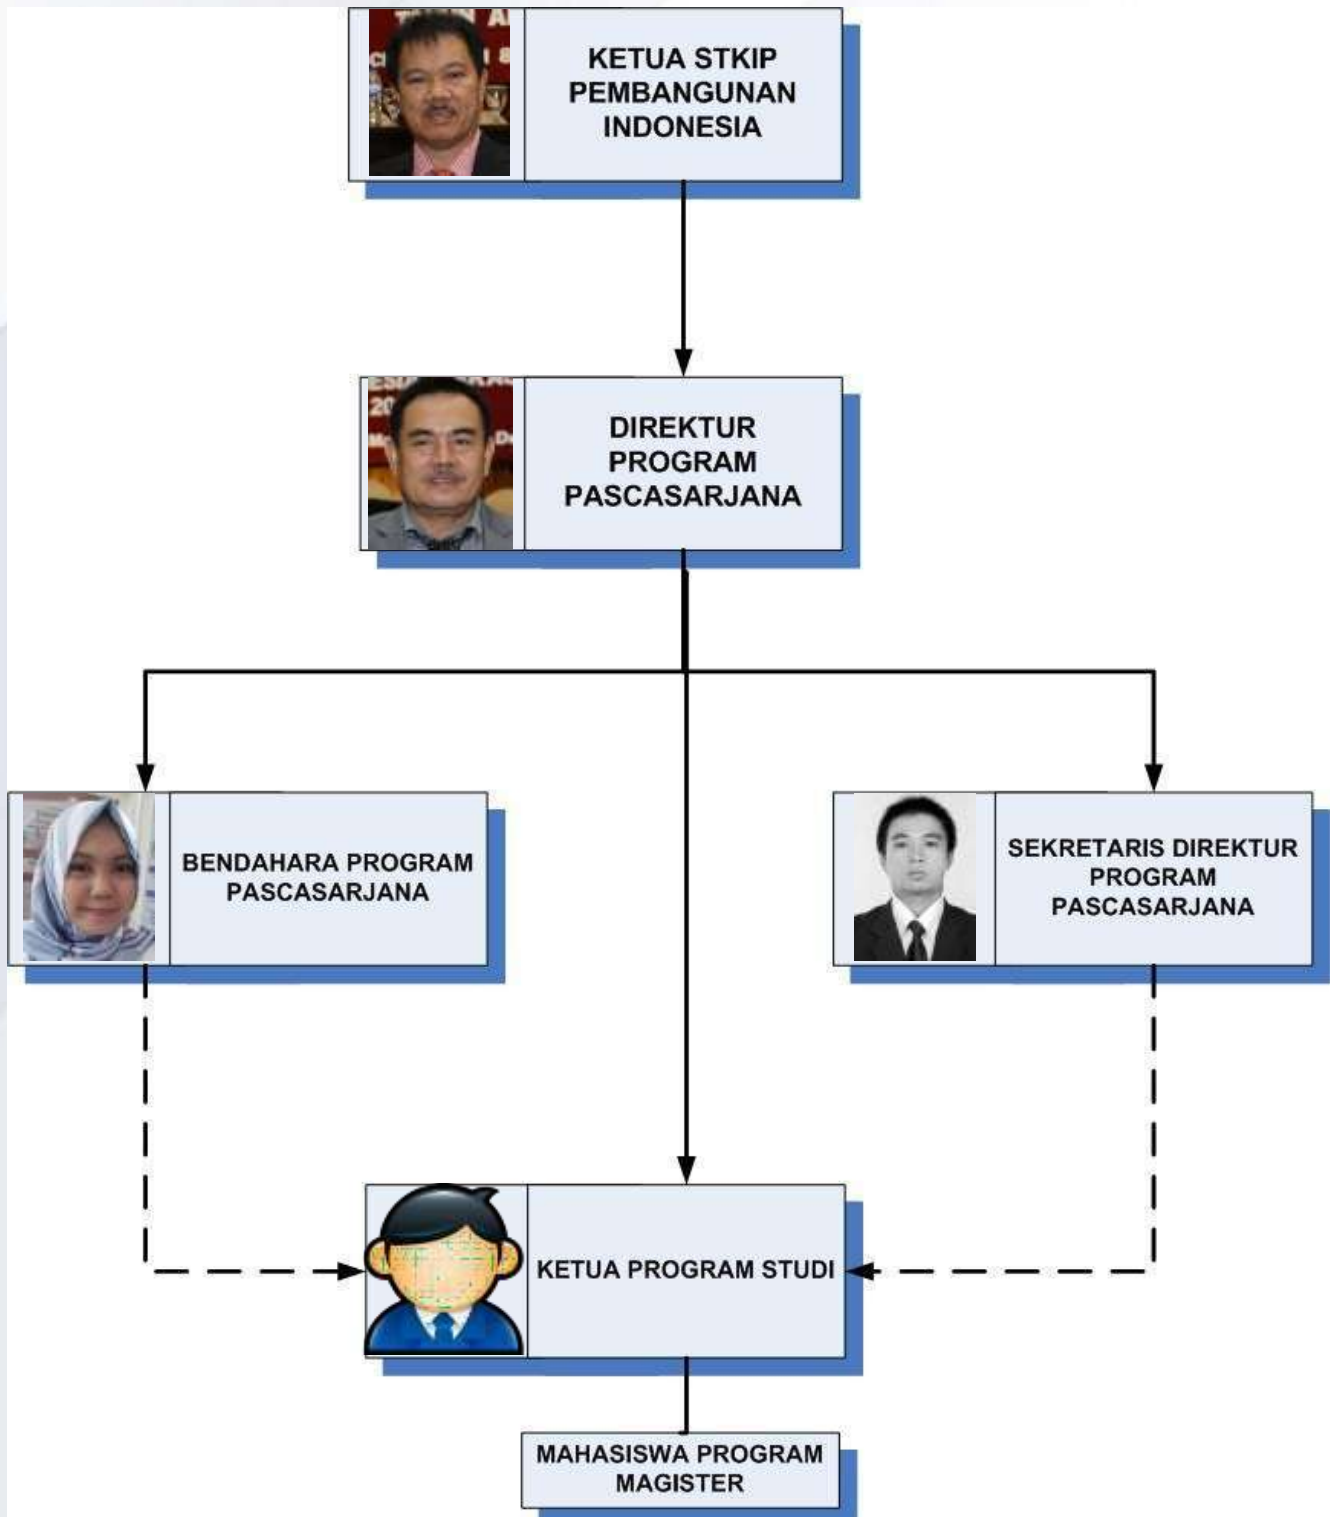 KETUA STKIP
PEMBANGUNAN
INDONESIA
DIREKTUR
PROGRAM
PASCASARJANA
BENDAHARA PROGRAM
PASCASARJANA
SEKRETARIS DIREKTUR
PROGRAM
PASCASARJANA
KETUA PROGRAM STUDI
MAHASISWA PROGRAM
MAGISTER